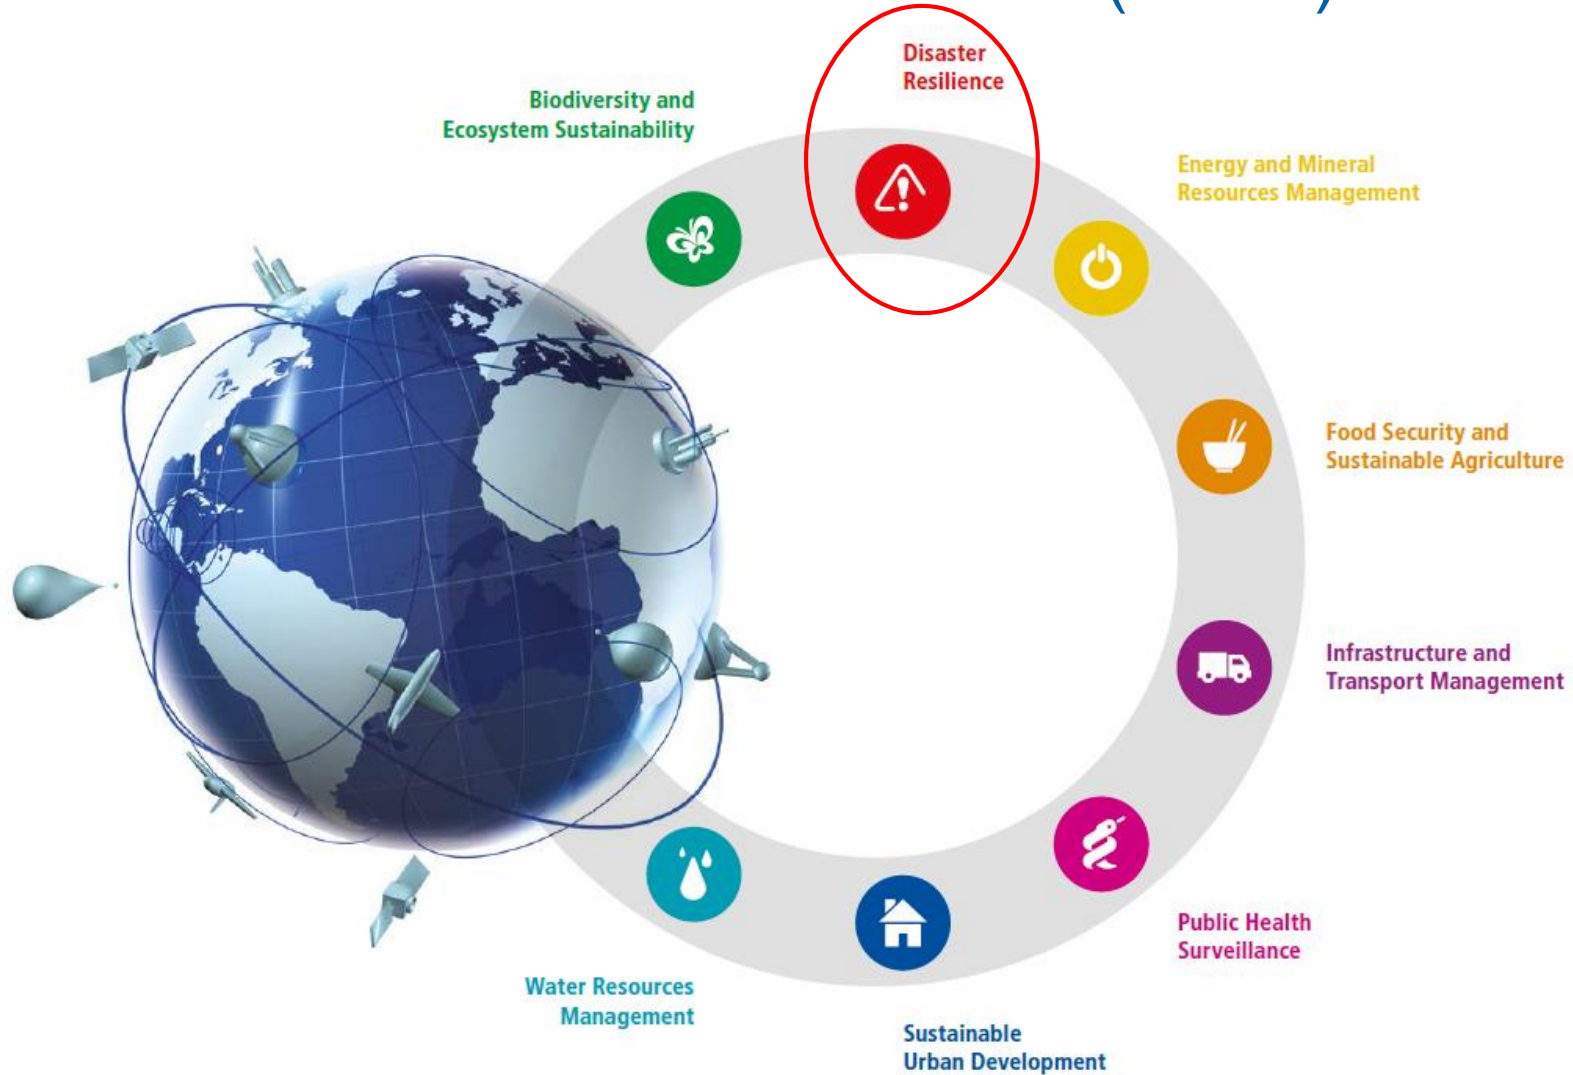 Disaster
Resilience
Biodiversity and
Ecosystem Sustainability
Energy and Mineral
Resources Management
Food Security and
Sustainable Agriculture
Infrastructure and
Transport Management
Public Health
Surveillance
Water Resources
Management
Sustainable
Urban Development